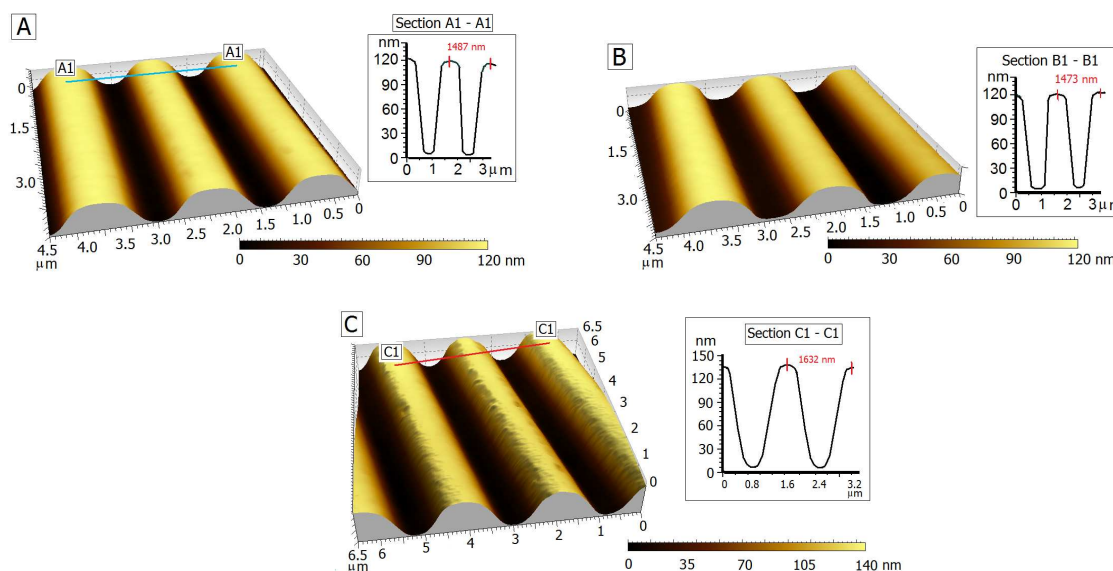 A
A1
A1
0
1.5
3.0
4.5
4.0
3.5
3.0
2.5
2.0
1.5
1.0
0.5
0
μm
0 30 60 90 120 nm
Section A1 - A1
nm
1487 nm
120
90
60
30
0
0 1 2 3 μm
B
0
1.5
3.0
4.5
4.0
3.5
3.0
2.5
2.0
1.5
1.0
0.5
0
μm
0 30 60 90 120 nm
Section B1 - B1
nm
1473 nm
120
90
60
30
0
0 1 2 3 μm
C
C1
C1
6.5
6
5
4
3
2
1
0
6.5
6
5
4
3
2
1
0
μm
0 35 70 105 140 nm
Section C1 - C1
nm
1632 nm
150
120
90
60
30
0
0 0.8 1.6 2.4 3.2
μm